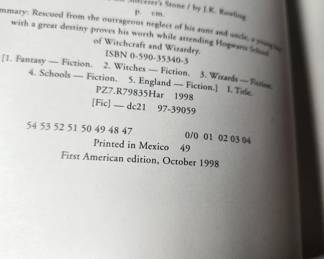 Sorcerer's Stone / by J.K. Rowling
p. cm.
Summary: Rescued from the outrageous neglect of his aunt and uncle, a young boy
with a great destiny proves his worth while attending Hogwarts School
of Witchcraft and Wizardry.
ISBN 0-590-35340-3
[1. Fantasy — Fiction. 2. Witches — Fiction. 3. Wizards — Fiction.
4. Schools — Fiction. 5. England — Fiction.] I. Title.
PZ7.R79835Har 1998
[Fic] — dc21 97-39059
54 53 52 51 50 49 48 47 0/0 01 02 03 04
Printed in Mexico 49
First American edition, October 1998